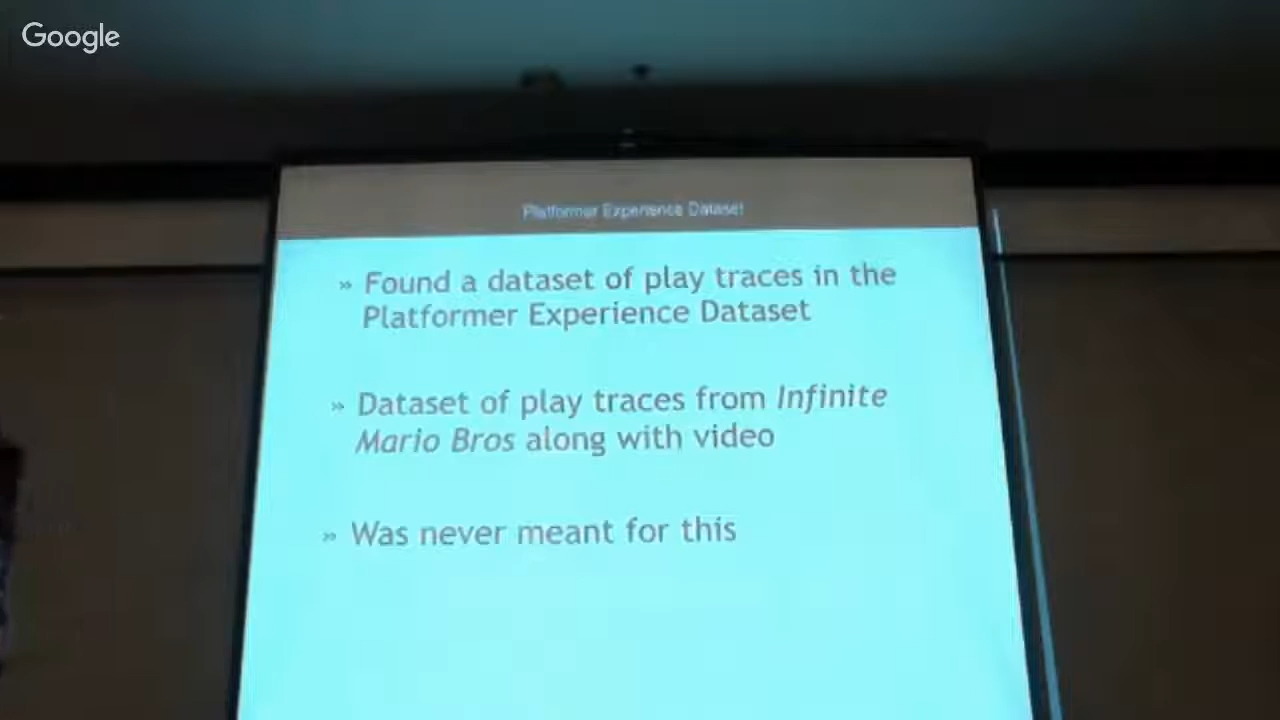 Google
Platformer Experience Dataset
» Found a dataset of play traces in the
Platformer Experience Dataset
» Dataset of play traces from Infinite
Mario Bros along with video
» Was never meant for this